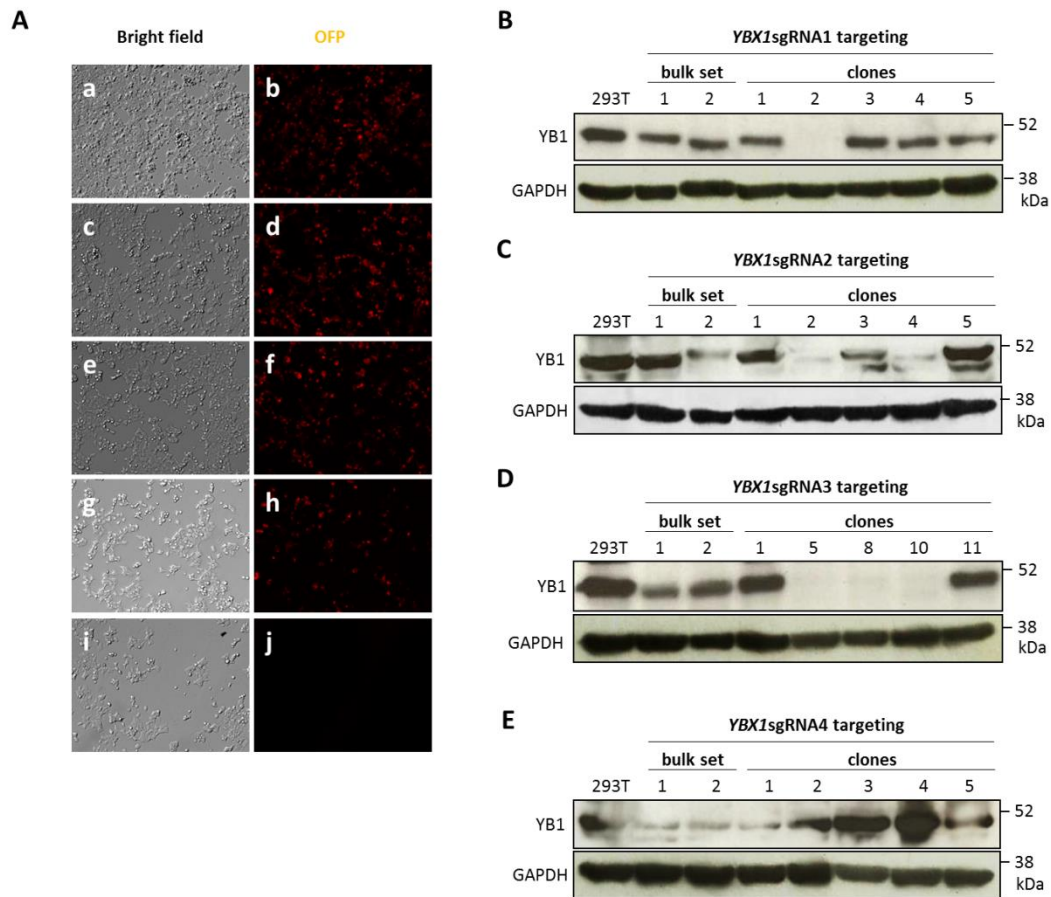 A
Bright field OFP
a b
c d
e f
g h
i j
B
YBX1sgRNA1 targeting
bulk set clones
293T 1 2 1 2 3 4 5
YB1 52
GAPDH 38
kDa
C
YBX1sgRNA2 targeting
bulk set clones
293T 1 2 1 2 3 4 5
YB1 52
GAPDH 38
kDa
D
YBX1sgRNA3 targeting
bulk set clones
293T 1 2 1 5 8 10 11
YB1 52
GAPDH 38
kDa
E
YBX1sgRNA4 targeting
bulk set clones
293T 1 2 1 2 3 4 5
YB1 52
GAPDH 38
kDa